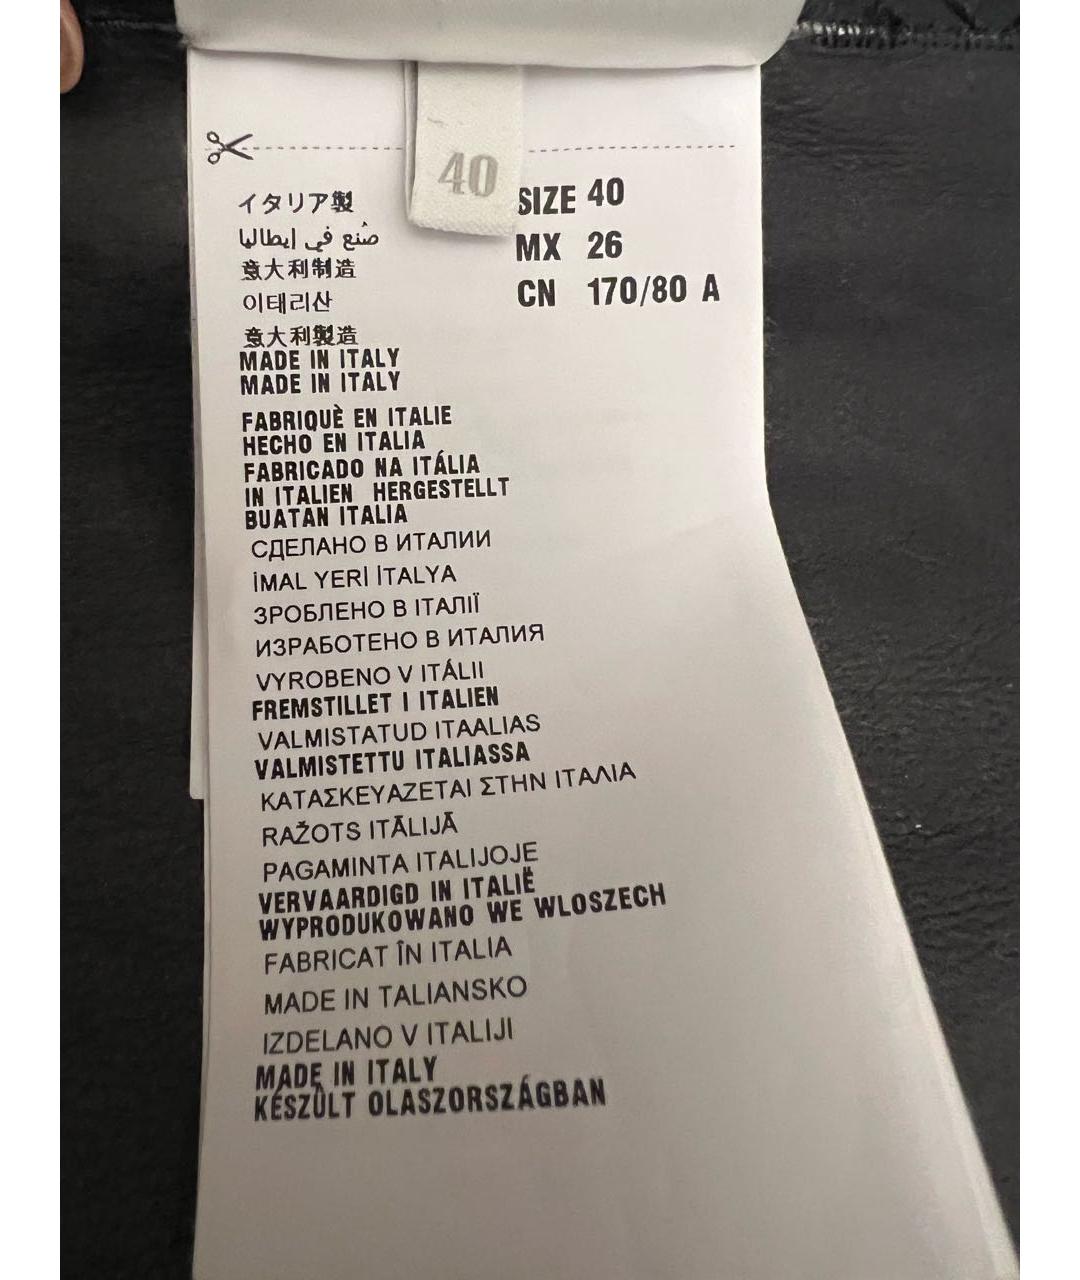 40
SIZE 40
MX 26
CN 170/80 A
イタリア製
صُنع في إيطاليا
意大利制造
이태리산
意大利製造
MADE IN ITALY
MADE IN ITALY
FABRIQUÈ EN ITALIE
HECHO EN ITALIA
FABRICADO NA ITÁLIA
IN ITALIEN HERGESTELLT
BUATAN ITALIA
СДЕЛАНО В ИТАЛИИ
İMAL YERİ İTALYA
ЗРОБЛЕНО В ІТАЛІЇ
ИЗРАБОТЕНО В ИТАЛИЯ
VYROBENO V ITÁLII
FREMSTILLET I ITALIEN
VALMISTATUD ITAALIAS
VALMISTETTU ITALIASSA
ΚΑΤΑΣΚΕΥΑΖΕΤΑΙ ΣΤΗΝ ΙΤΑΛΙΑ
RAŽOTS ITĀLIJĀ
PAGAMINTA ITALIJOJE
VERVAARDIGD IN ITALIË
WYPRODUKOWANO WE WLOSZECH
FABRICAT ÎN ITALIA
MADE IN TALIANSKO
IZDELANO V ITALIJI
MADE IN ITALY
KÉSZÛLT OLASZORSZÁGBAN